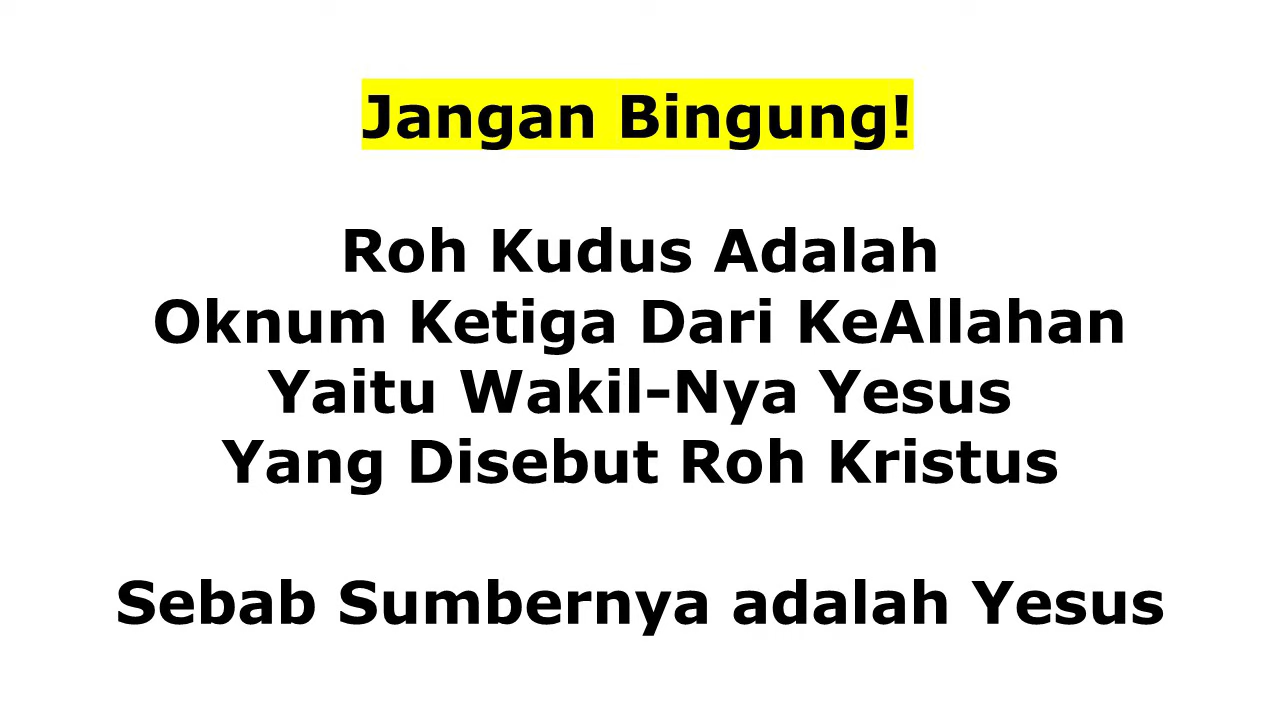 Jangan Bingung!
Roh Kudus Adalah
Oknum Ketiga Dari KeAllahan
Yaitu Wakil-Nya Yesus
Yang Disebut Roh Kristus
Sebab Sumbernya adalah Yesus